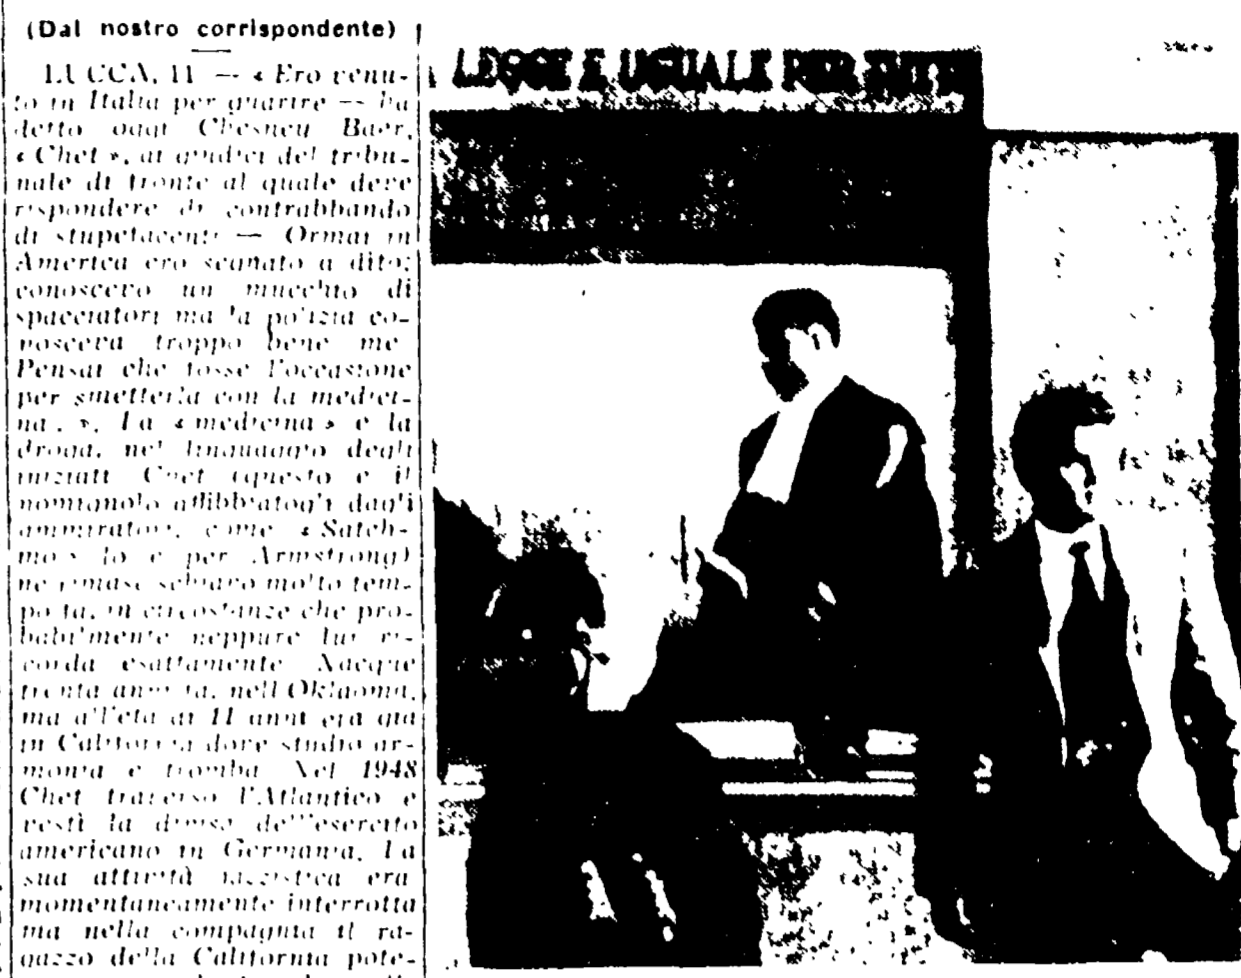 (Dal nostro corrispondente)
LUCCA, 11 — « Ero venu-
to in Italia per guarire — ha
detto oggi Chesney Baer,
« Chet », ai giudici del tribu-
nale di fronte al quale deve
rispondere di contrabbando
di stupefacenti — Ormai in
America ero segnato a dito:
conoscevo un mucchio di
spacciatori ma la polizia co-
nosceva troppo bene me
Pensai che fosse l'occasione
per smetterla con la medici-
na. ». La « medicina » è la
droga, nel linguaggio degli
iniziati Chet (questo è il
nomignolo affibbiatogli dagli
ammiratori, come « Satch-
mo » lo è per Armstrong)
ne rimase schiavo molto tem-
po fa, in circostanze che pro-
babilmente neppure lui ri-
corda esattamente Nacque
trenta anni fa, nell'Oklaoma,
ma all'età di 11 anni era già
in California dove studiò ar-
monia e tromba Nel 1948
Chet traversò l'Atlantico e
vestì la divisa dell'esercito
americano in Germania. La
sua attività jazzistica era
momentaneamente interrotta
ma nella compagnia il ra-
gazzo della California pote-
LEGGE E UGUALE PER TUTTI